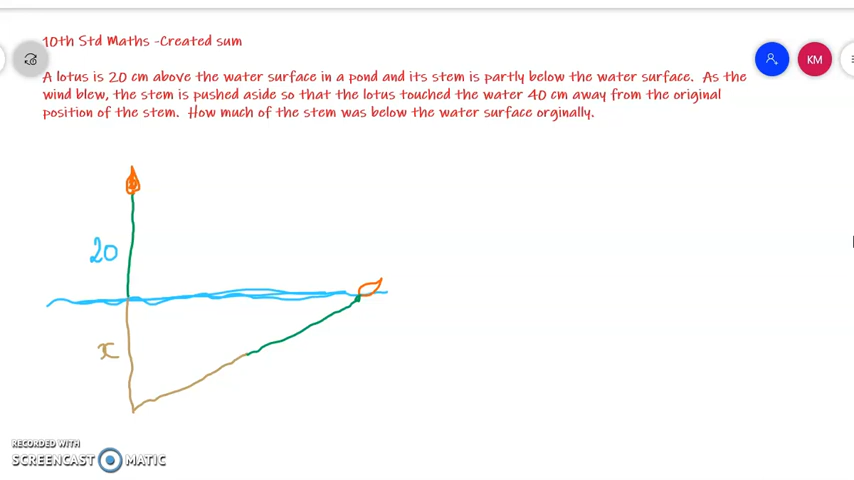 10th Std Maths -Created sum
A lotus is 20 cm above the water surface in a pond and its stem is partly below the water surface. As the
wind blew, the stem is pushed aside so that the lotus touched the water 40 cm away from the original
position of the stem. How much of the stem was below the water surface orginally.
KM
20
x
RECORDED WITH
SCREENCAST MATIC